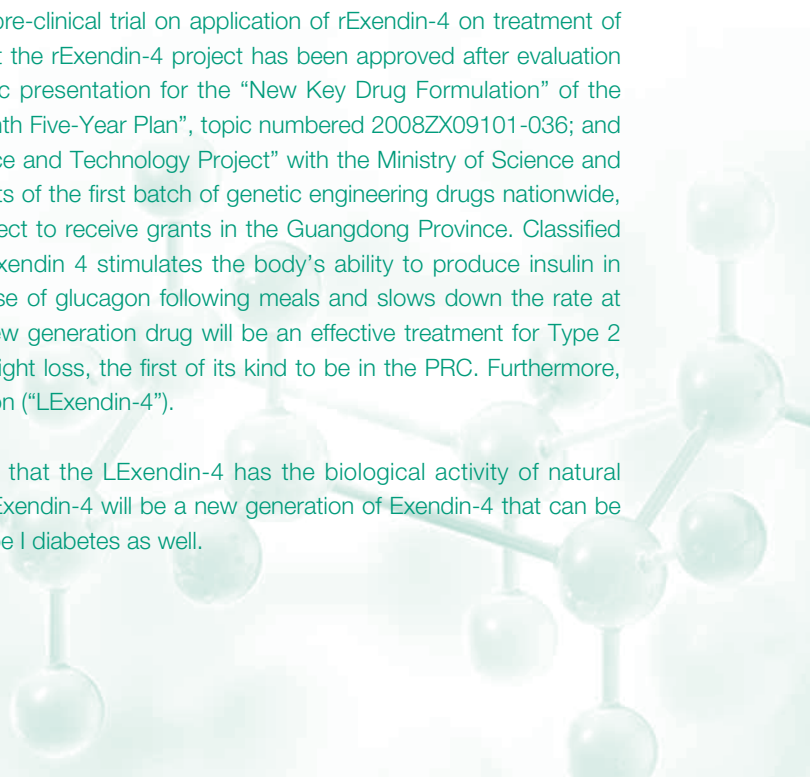 ore-clinical trial on application of rExendin-4 on treatment of
t the rExendin-4 project has been approved after evaluation
c presentation for the “New Key Drug Formulation” of the
nth Five-Year Plan”, topic numbered 2008ZX09101-036; and
ce and Technology Project” with the Ministry of Science and
ts of the first batch of genetic engineering drugs nationwide,
ect to receive grants in the Guangdong Province. Classified
xendin 4 stimulates the body’s ability to produce insulin in
se of glucagon following meals and slows down the rate at
ew generation drug will be an effective treatment for Type 2
ight loss, the first of its kind to be in the PRC. Furthermore,
on (“LExendin-4”).
that the LExendin-4 has the biological activity of natural
Exendin-4 will be a new generation of Exendin-4 that can be
pe I diabetes as well.